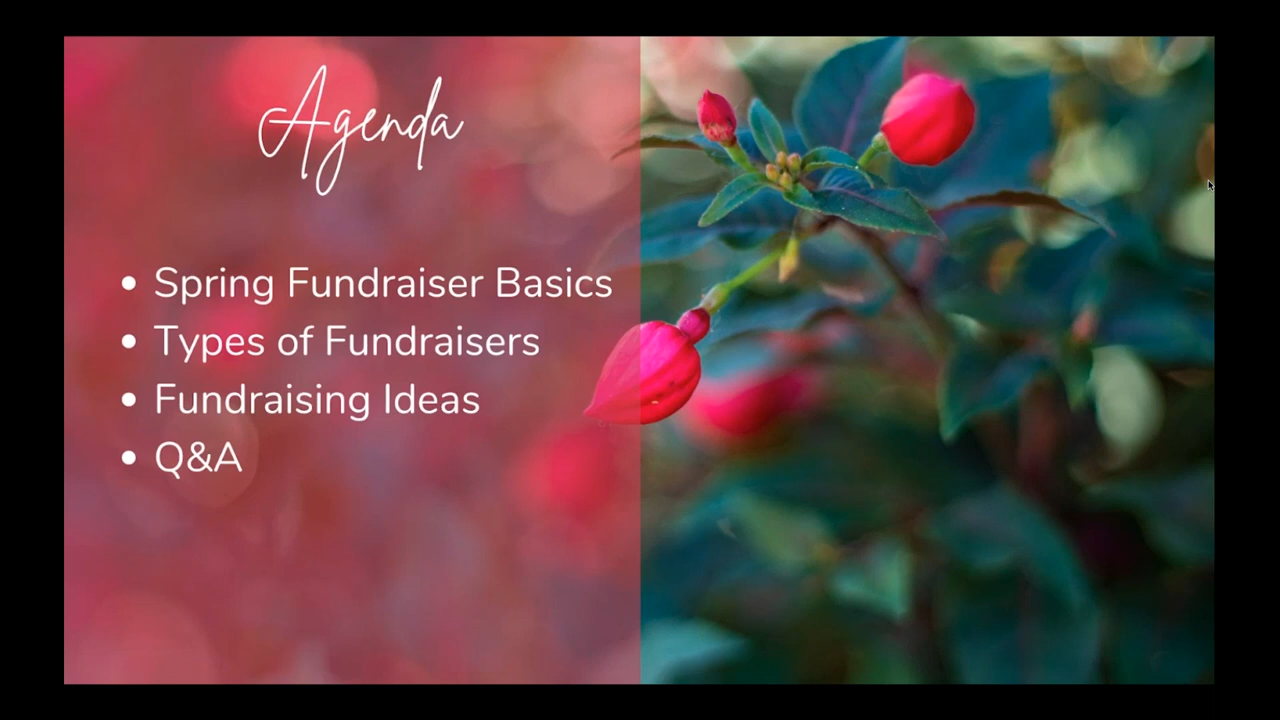 Agenda
• Spring Fundraiser Basics
• Types of Fundraisers
• Fundraising Ideas
• Q&A